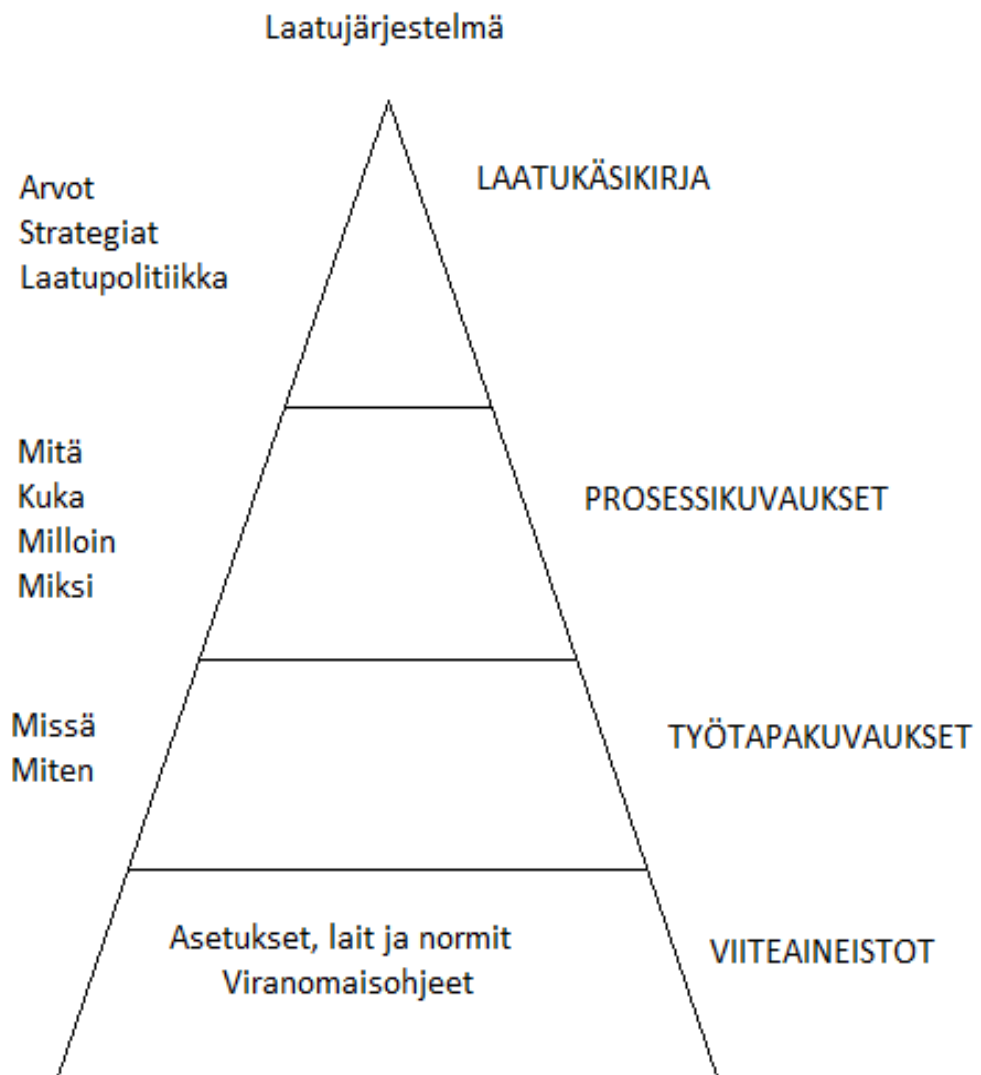 Laatujärjestelmä
Arvot
Strategiat
Laatupolitiikka
LAATUKÄSIKIRJA
Mitä
Kuka
Milloin
Miksi
PROSESSIKUVAUKSET
Missä
Miten
TYÖTAPAKUVAUKSET
Asetukset, lait ja normit
Viranomaisohjeet
VIITEAINEISTOT